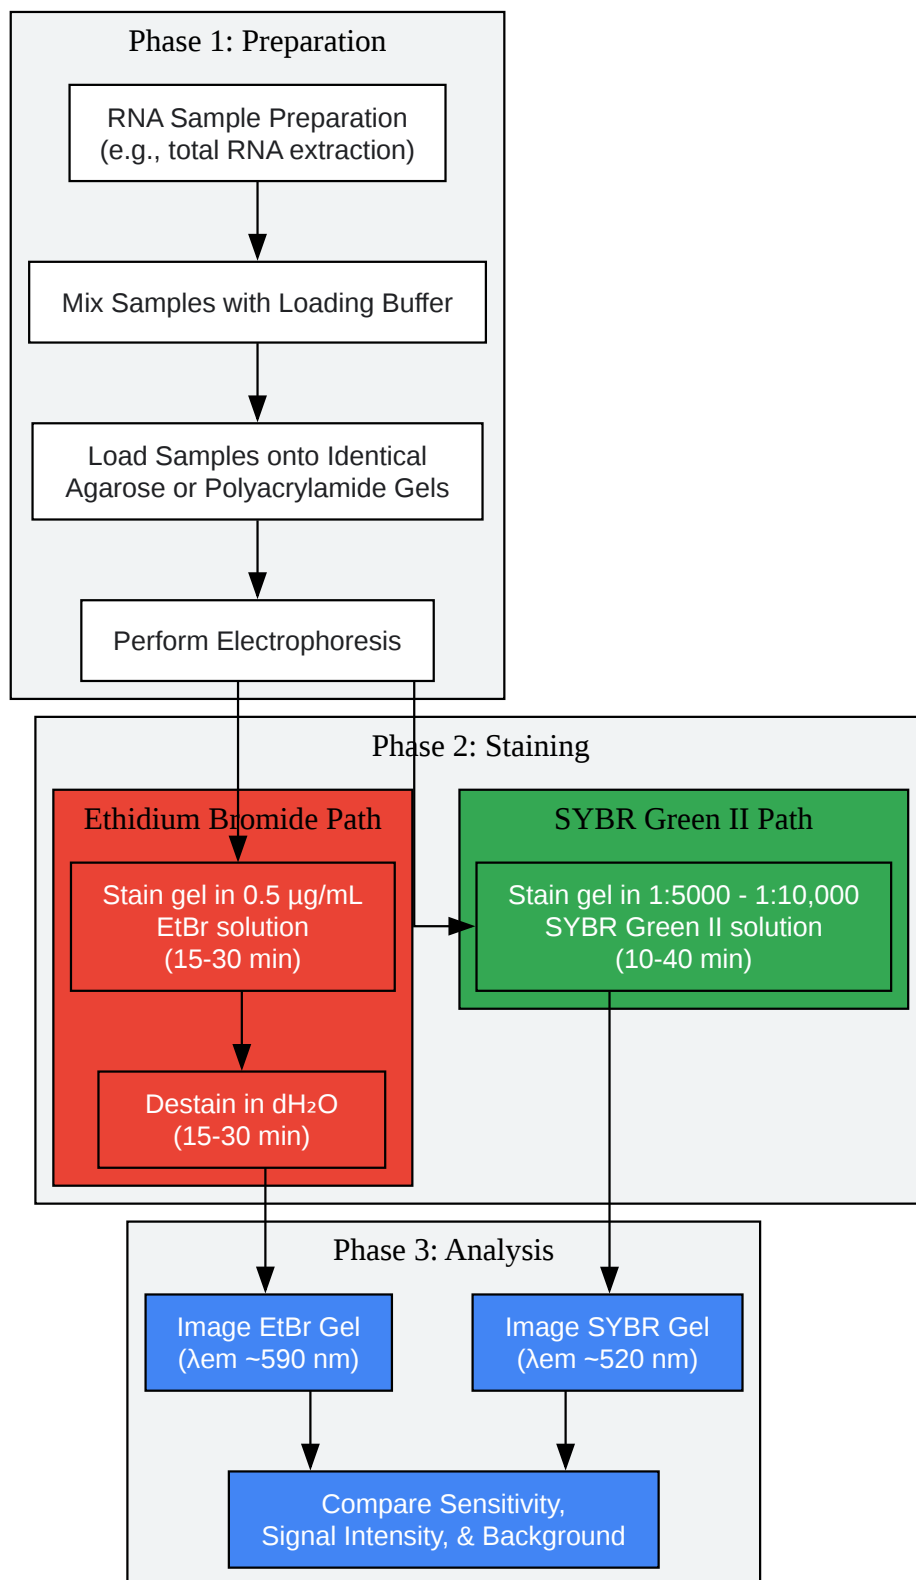 Phase 1: Preparation
RNA Sample Preparation
(e.g., total RNA extraction)
Mix Samples with Loading Buffer
Load Samples onto Identical
Agarose or Polyacrylamide Gels
Perform Electrophoresis
Phase 2: Staining
Ethidium Bromide Path
Stain gel in 0.5 µg/mL
EtBr solution
(15-30 min)
Destain in dH₂O
(15-30 min)
SYBR Green II Path
Stain gel in 1:5000 - 1:10,000
SYBR Green II solution
(10-40 min)
Phase 3: Analysis
Image EtBr Gel
(λem ~590 nm)
Image SYBR Gel
(λem ~520 nm)
Compare Sensitivity,
Signal Intensity, & Background